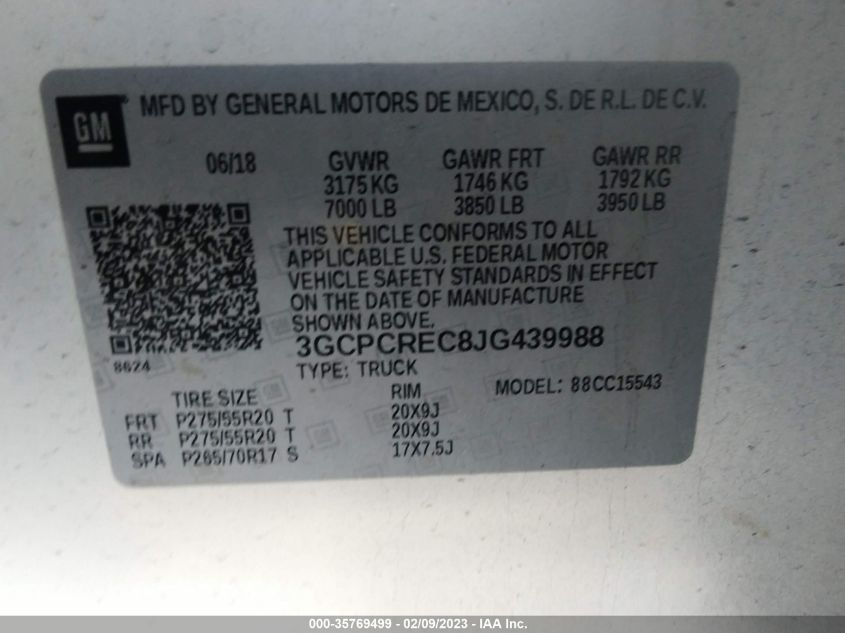 GM
MFD BY GENERAL MOTORS DE MEXICO, S. DE R.L. DE C.V.
06/18 GVWR GAWR FRT GAWR RR
3175 KG 1746 KG 1792 KG
7000 LB 3850 LB 3950 LB
THIS VEHICLE CONFORMS TO ALL
APPLICABLE U.S. FEDERAL MOTOR
VEHICLE SAFETY STANDARDS IN EFFECT
ON THE DATE OF MANUFACTURE
SHOWN ABOVE.
3GCPCREC8JG439988
8624
TYPE: TRUCK MODEL: 88CC15543
TIRE SIZE RIM
FRT P275/55R20 T 20X9J
RR P275/55R20 T 20X9J
SPA P265/70R17 S 17X7.5J
000-35769499 - 02/09/2023 - IAA Inc.